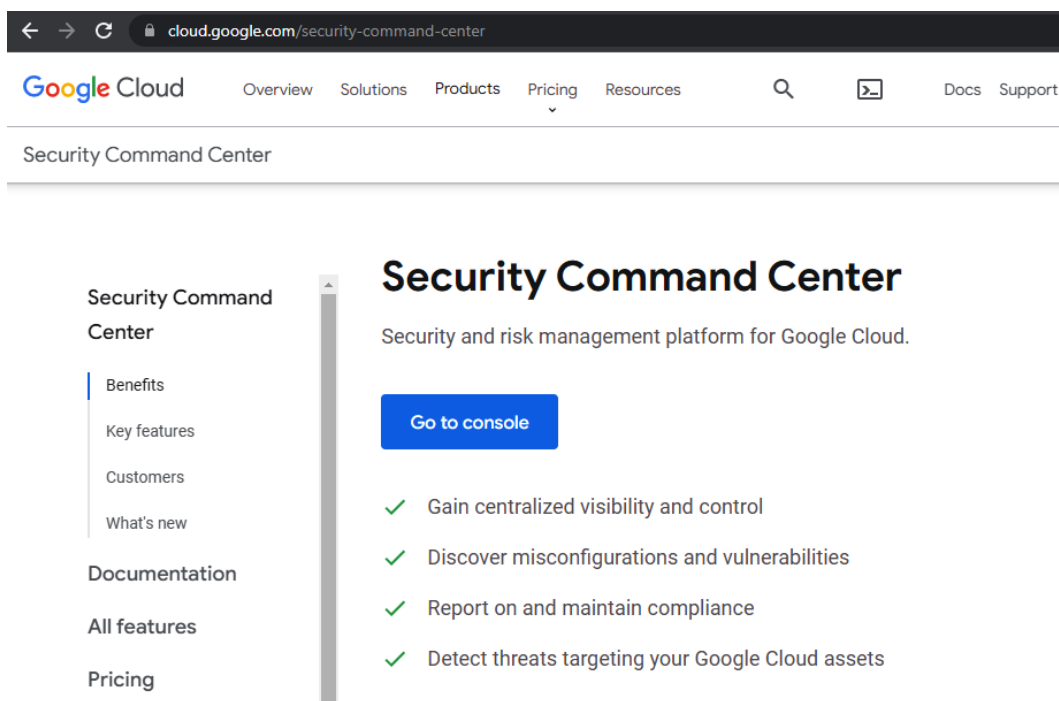 cloud.google.com/security-command-center
Google Cloud Overview Solutions Products Pricing Resources Docs Support
Security Command Center
Security Command
Center
Benefits
Key features
Customers
What's new
Documentation
All features
Pricing
Security Command Center
Security and risk management platform for Google Cloud.
Go to console
Gain centralized visibility and control
Discover misconfigurations and vulnerabilities
Report on and maintain compliance
Detect threats targeting your Google Cloud assets